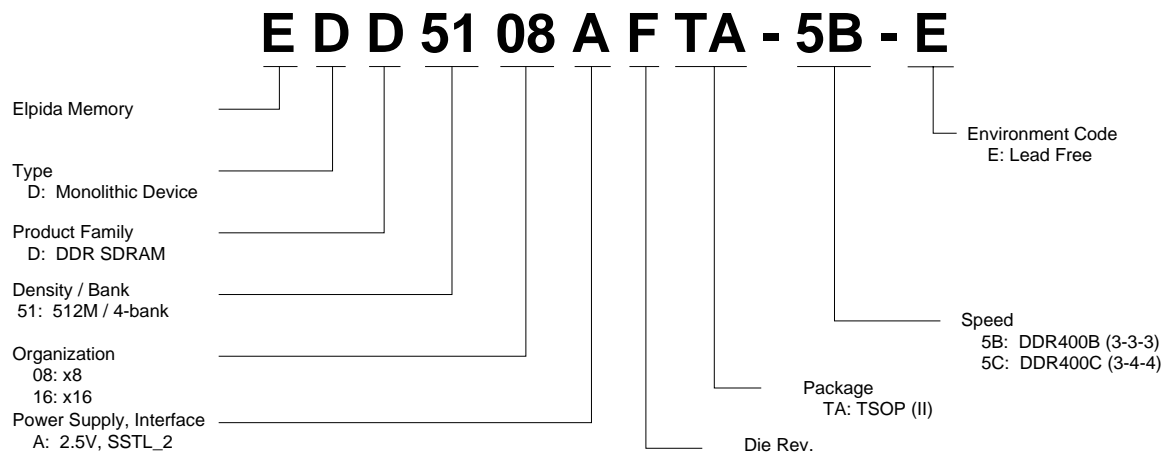 E D D 51 08 A F TA - 5B - E
Elpida Memory
Type
D: Monolithic Device
Product Family
D: DDR SDRAM
Density / Bank
51: 512M / 4-bank
Organization
08: x8
16: x16
Power Supply, Interface
A: 2.5V, SSTL_2
Environment Code
E: Lead Free
Speed
5B: DDR400B (3-3-3)
5C: DDR400C (3-4-4)
Package
TA: TSOP (II)
Die Rev.